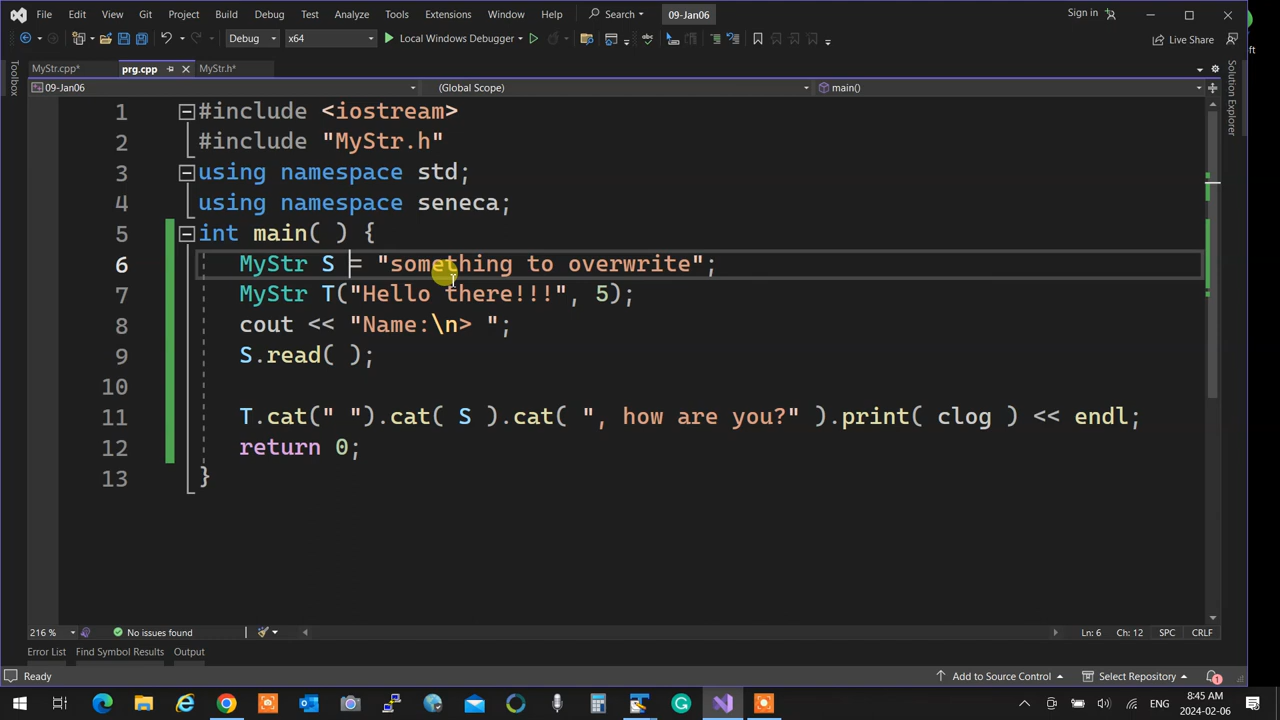 File Edit View Git Project Build Debug Test Analyze Tools Extensions Window Help Search 09-Jan06 Sign in
Debug x64 Local Windows Debugger Live Share
MyStr.cpp* prg.cpp MyStr.h*
09-Jan06 (Global Scope) main()
1 #include <iostream>
2 #include "MyStr.h"
3 using namespace std;
4 using namespace seneca;
5 int main( ) {
6 MyStr S = "something to overwrite";
7 MyStr T("Hello there!!!", 5);
8 cout << "Name:\n> ";
9 S.read( );
10
11 T.cat(" ").cat( S ).cat( ", how are you?" ).print( clog ) << endl;
12 return 0;
13 }
Toolbox
Solution Explorer
216 % No issues found Ln: 6 Ch: 12 SPC CRLF
Error List Find Symbol Results Output
Ready Add to Source Control Select Repository 1
ENG 8:45 AM
2024-02-06